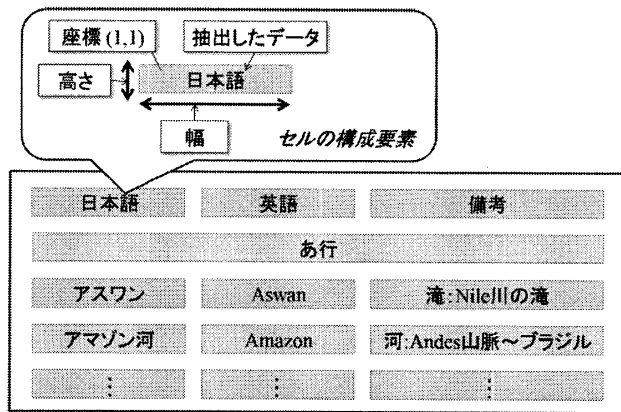 座標 (1,1) 抽出したデータ
高さ 日本語
幅 セルの構成要素
日本語 英語 備考
あ行
アスワン Aswan 滝:Nile川の滝
アマゾン河 Amazon 河:Andes山脈～ブラジル
⋮ ⋮ ⋮